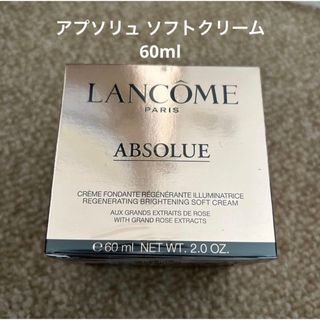 アプソリュ ソフトクリーム
60ml
LANCÔME
PARIS
ABSOLUE
CRÈME FONDANTE RÉGÉNÉRANTE ILLUMINATRICE
REGENERATING BRIGHTENING SOFT CREAM
AUX GRANDS EXTRAITS DE ROSE
WITH GRAND ROSE EXTRACTS
℮ 60 ml NET WT. 2.0 OZ.